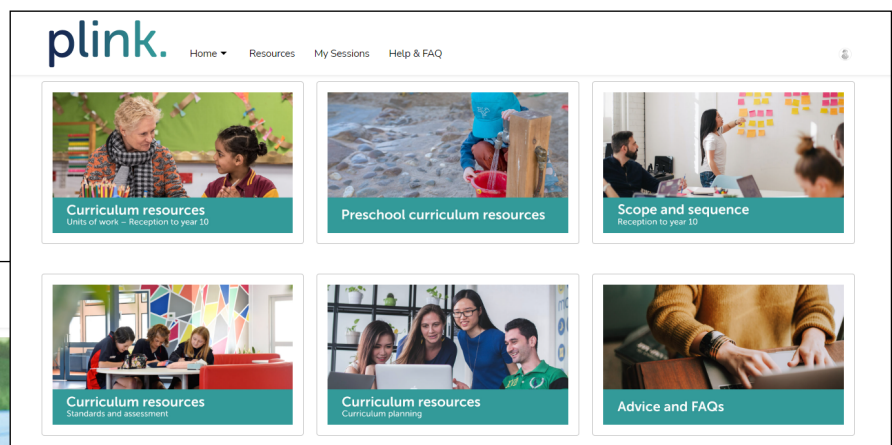 plink.
Home Resources My Sessions Help & FAQ
Curriculum resources
Units of work – Reception to year 10
Preschool curriculum resources
Scope and sequence
Reception to year 10
Curriculum resources
Standards and assessment
Curriculum resources
Curriculum planning
Advice and FAQs